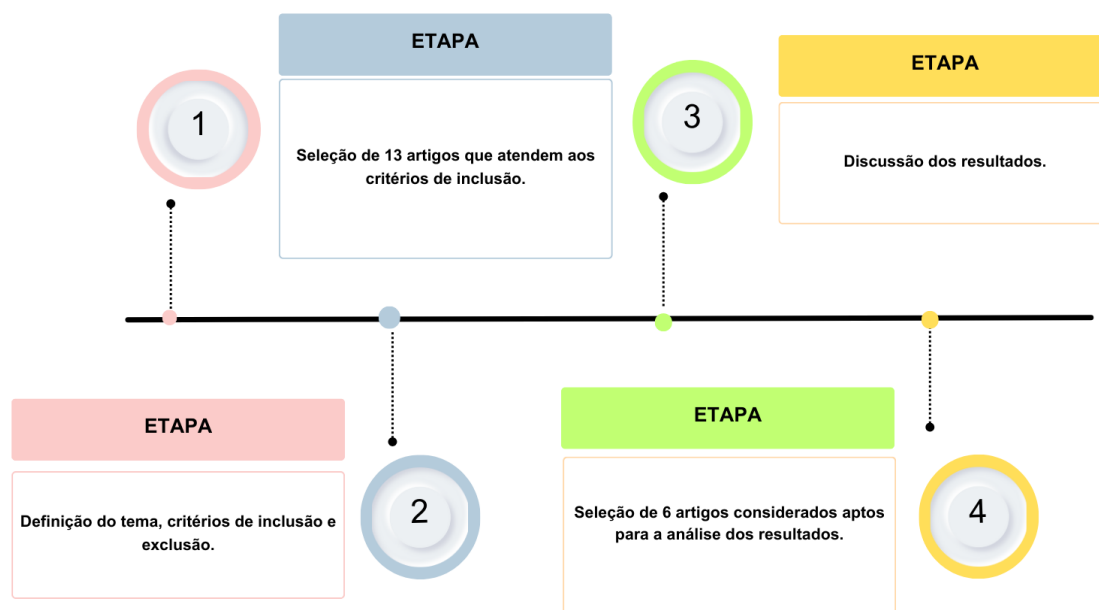 1
ETAPA
Definição do tema, critérios de inclusão e
exclusão.
2
ETAPA
Seleção de 13 artigos que atendem aos
critérios de inclusão.
3
ETAPA
Seleção de 6 artigos considerados aptos
para a análise dos resultados.
4
ETAPA
Discussão dos resultados.